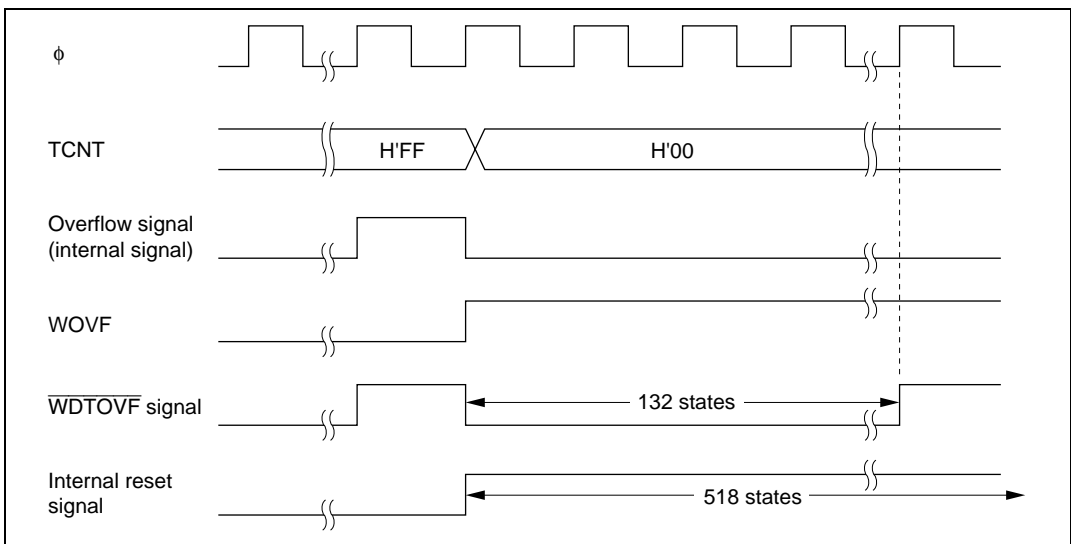 ϕ
TCNT
H'FF
H'00
Overflow signal
(internal signal)
WOVF
WDTOVF signal
132 states
Internal reset
signal
518 states